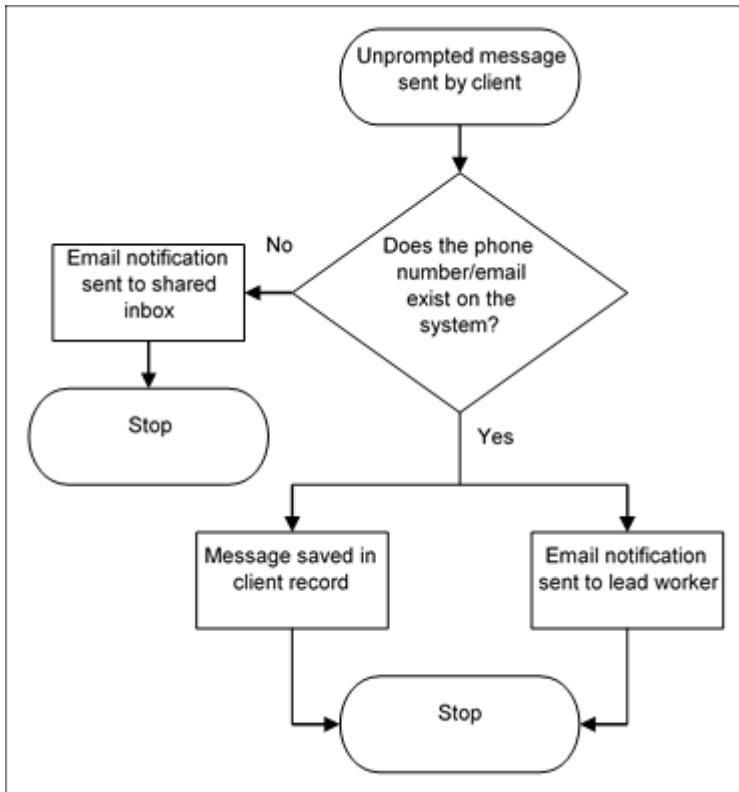 Unprompted message
sent by client
Does the phone
number/email
exist on the
system?
No
Email notification
sent to shared
inbox
Stop
Yes
Message saved in
client record
Email notification
sent to lead worker
Stop